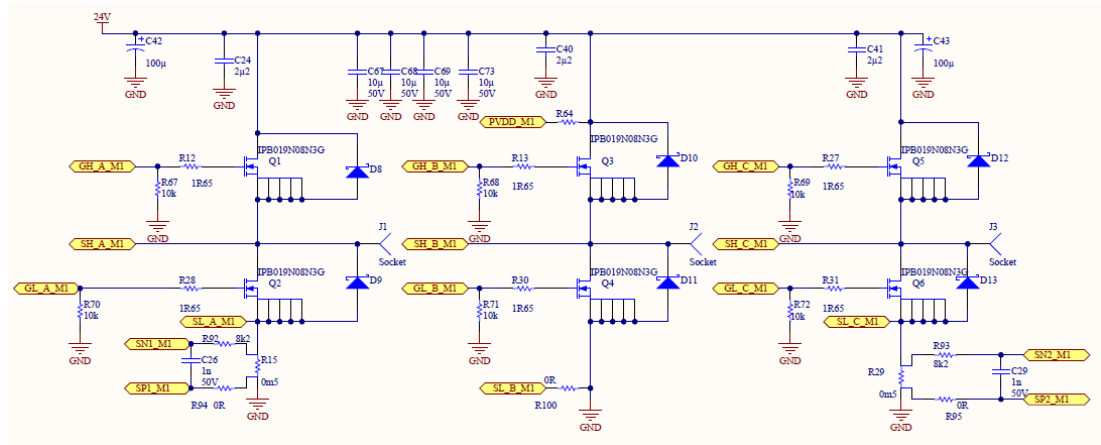 24V
C42
100µ
GND
C24
2µ2
GND
C67
10µ
50V
GND
C68
10µ
50V
GND
C69
10µ
50V
GND
C73
10µ
50V
GND
C40
2µ2
GND
C41
2µ2
GND
C43
100µ
GND
PVDD_M1
R64
IPB019N08N3G
Q1
GH_A_M1
R12
1R65
R67
10k
GND
D8
IPB019N08N3G
Q3
GH_B_M1
R13
1R65
R68
10k
GND
D10
IPB019N08N3G
Q5
GH_C_M1
R27
1R65
R69
10k
GND
D12
SH_A_M1
J1
Socket
SH_B_M1
J2
Socket
SH_C_M1
J3
Socket
IPB019N08N3G
Q2
GL_A_M1
R28
1R65
R70
10k
GND
D9
IPB019N08N3G
Q4
GL_B_M1
R30
1R65
R71
10k
GND
D11
IPB019N08N3G
Q6
GL_C_M1
R31
1R65
R72
10k
GND
D13
SL_A_M1
SN1_M1
R92
8k2
C26
1n
50V
R15
0m5
SP1_M1
R94 0R
GND
SL_B_M1
0R
R100
GND
SL_C_M1
R93
8k2
SN2_M1
R29
0m5
C29
1n
50V
0R
R95
SP2_M1
GND